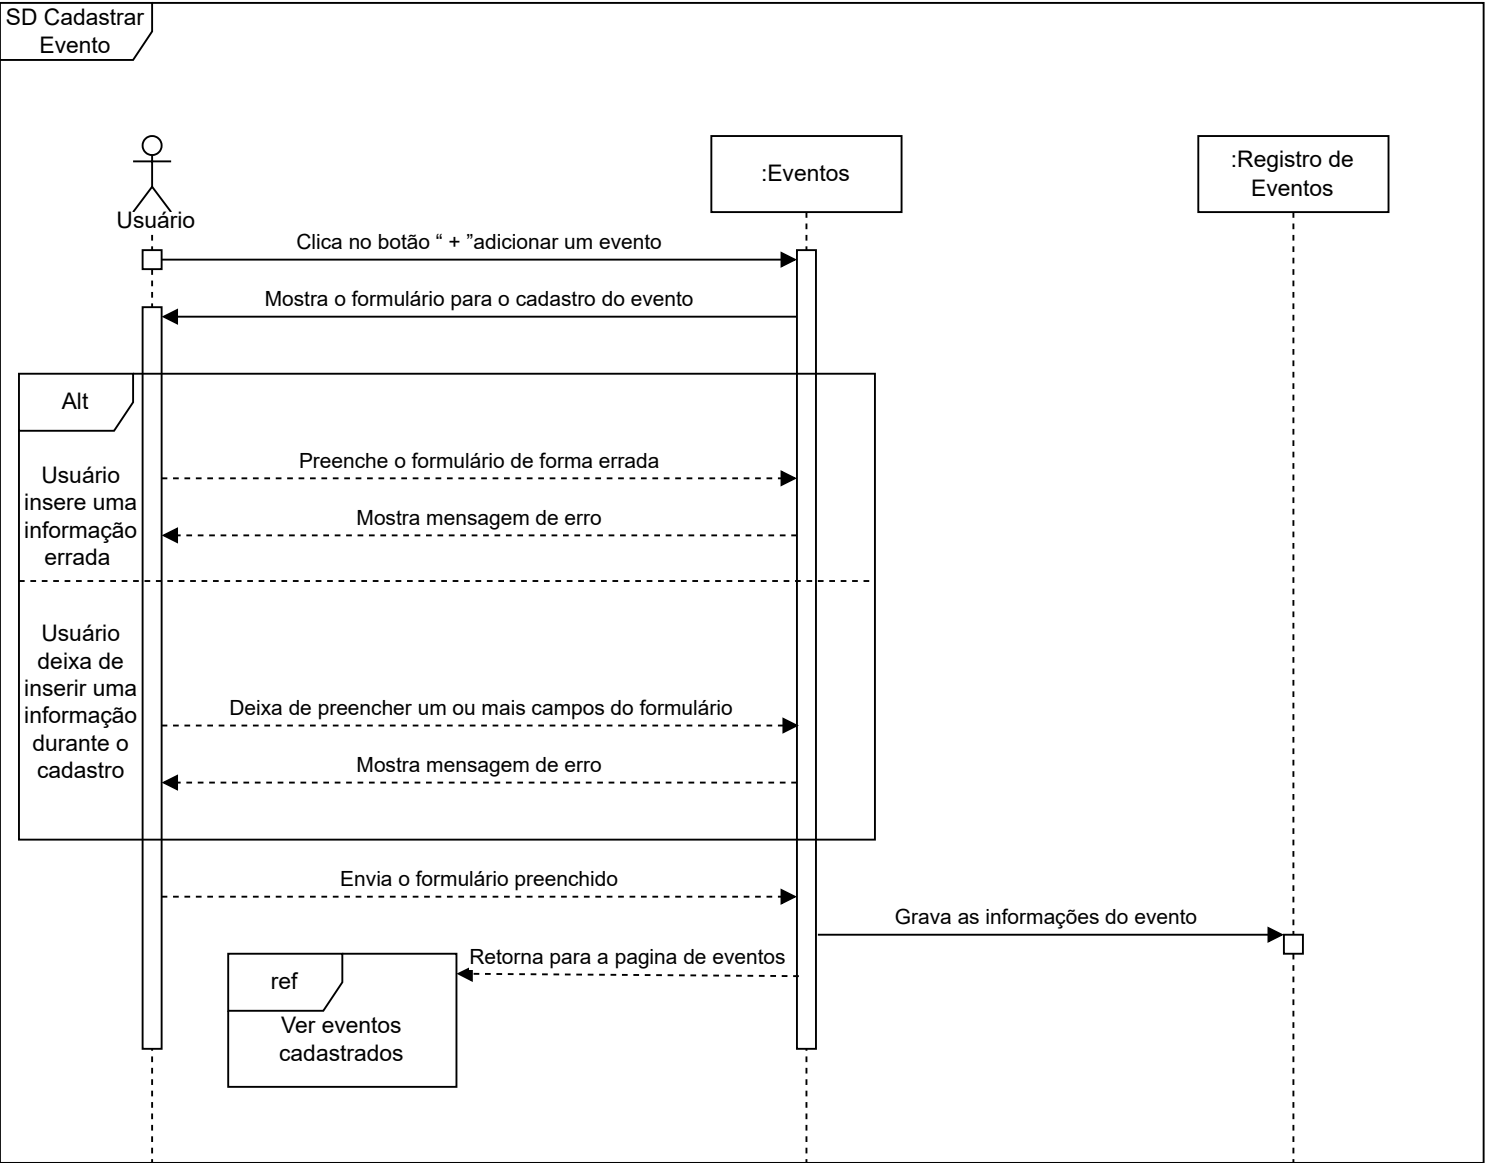 SD Cadastrar
Evento
Usuário
:Eventos
:Registro de
Eventos
Clica no botão “ + ”adicionar um evento
Mostra o formulário para o cadastro do evento
Alt
Usuário
insere uma
informação
errada
Preenche o formulário de forma errada
Mostra mensagem de erro
Usuário
deixa de
inserir uma
informação
durante o
cadastro
Deixa de preencher um ou mais campos do formulário
Mostra mensagem de erro
Envia o formulário preenchido
Grava as informações do evento
Retorna para a pagina de eventos
ref
Ver eventos
cadastrados